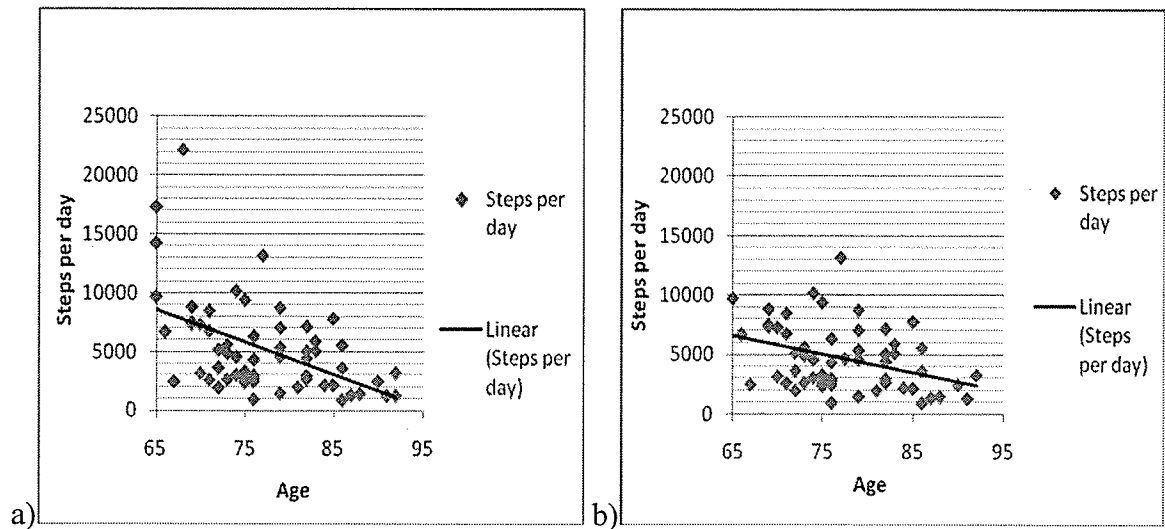 25000
20000
15000
10000
5000
0
Steps per day
65
75
85
95
Age
Steps per
day
Linear
(Steps per
day)
a)
25000
20000
15000
10000
5000
0
Steps per day
65
75
85
95
Age
Steps per
day
Linear
(Steps
per day)
b)